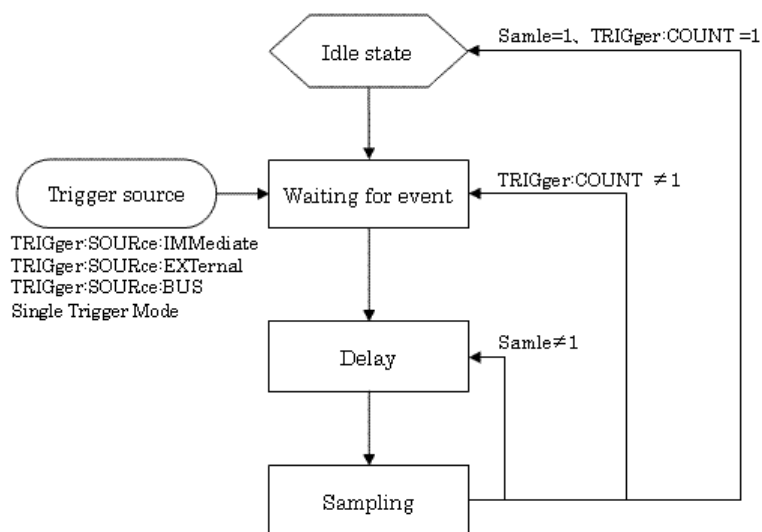 Samle=1、TRIGger:COUNT=1
Idle state
TRIGger:COUNT ≠1
Trigger source
Waiting for event
TRIGger:SOURce:IMMediate
TRIGger:SOURce:EXTernal
TRIGger:SOURce:BUS
Single Trigger Mode
Samle≠1
Delay
Sampling